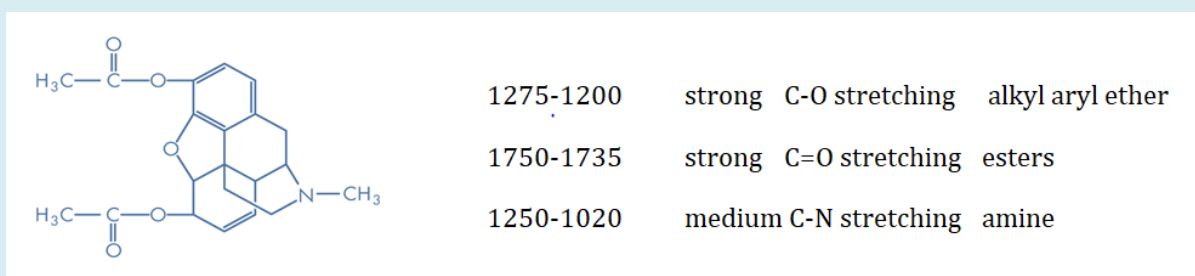 O
H₃C—C—O
O
N—CH₃
H₃C—C—O
O
1275-1200 strong C-O stretching alkyl aryl ether
1750-1735 strong C=O stretching esters
1250-1020 medium C-N stretching amine